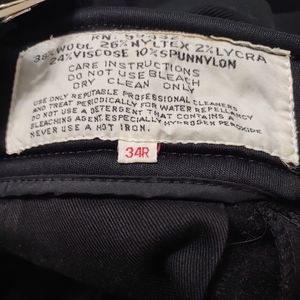 RN.
38% WOOL 26% NYLTEX 2% LYCRA
24% VISCOSE 10% SPUNNYLON
CARE INSTRUCTIONS
DO NOT USE BLEACH
DRY CLEAN ONLY
USE ONLY REPUTABLE PROFESSIONAL CLEANERS
AND TREAT PERIODICALLY FOR WATER REPELLENCY
DO NOT USE A DETERGENT THAT CONTAINS A
BLEACHING AGENT, ESPECIALLY HYDROGEN PEROXIDE
NEVER USE A HOT IRON.
34R